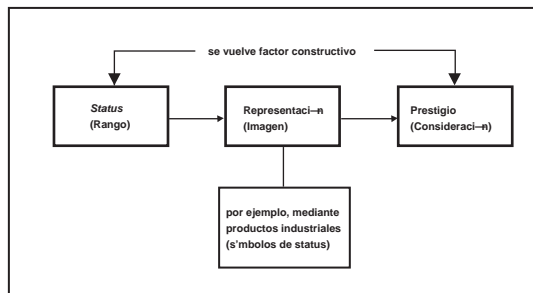 se vuelve factor constructivo
Status
(Rango)
Representaci—n
(Imagen)
Prestigio
(Consideraci—n)
por ejemplo, mediante
productos industriales
(s'mbolos de status)